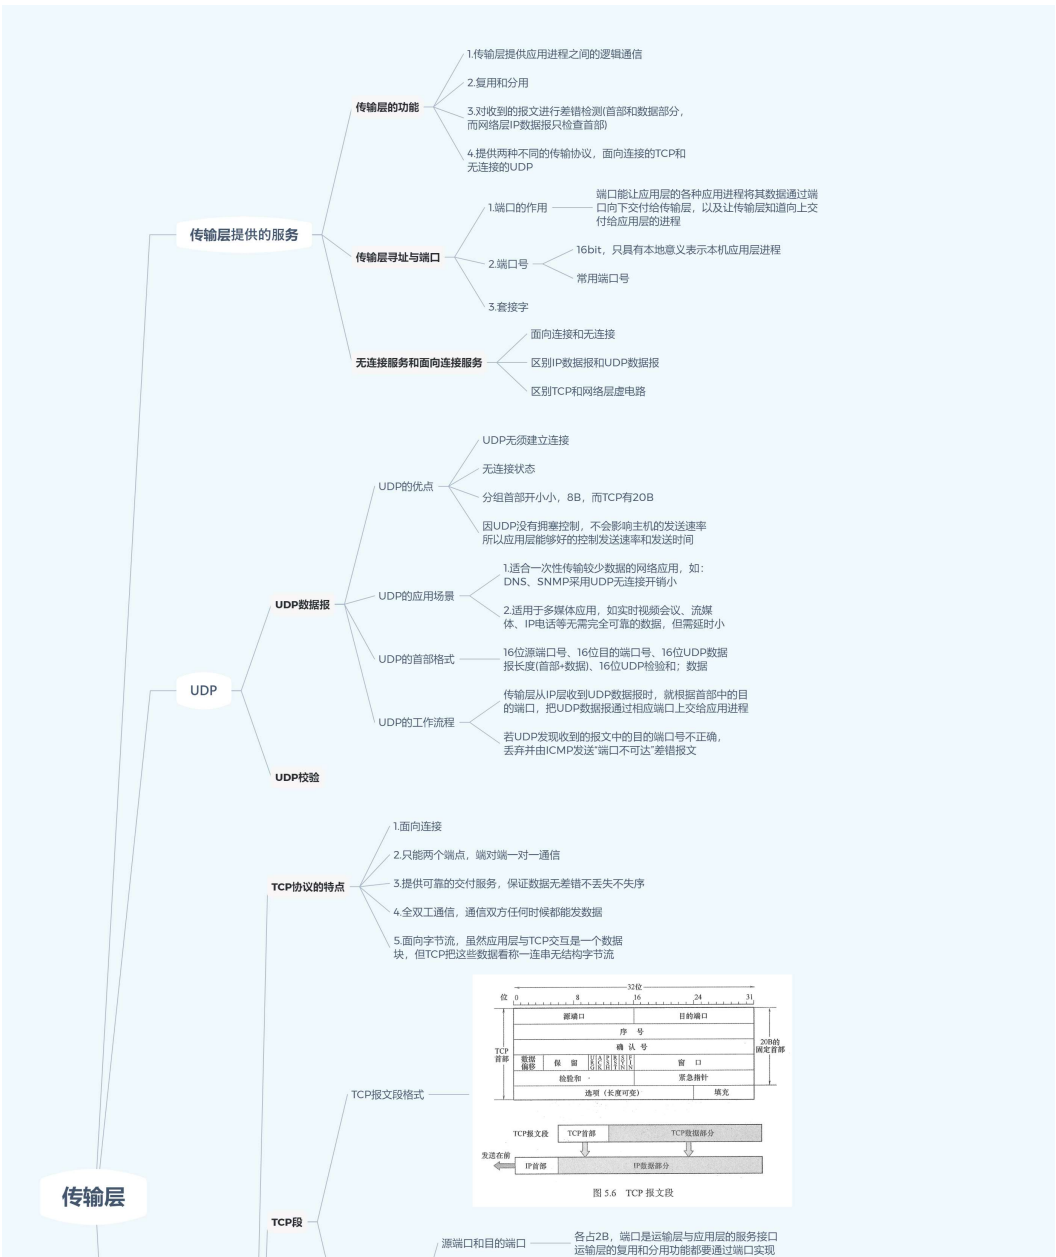 1.传输层提供应用进程之间的逻辑通信
2.复用和分用
传输层的功能
3.对收到的报文进行差错检测(首部和数据部分，
而网络层IP数据报只检查首部)
4.提供两种不同的传输协议，面向连接的TCP和
无连接的UDP
端口能让应用层的各种应用进程将其数据通过端
1.端口的作用
口向下交付给传输层，以及让传输层知道向上交
付给应用层的进程
传输层提供的服务
传输层寻址与端口
16bit，只具有本地意义表示本机应用层进程
2.端口号
常用端口号
3.套接字
面向连接和无连接
无连接服务和面向连接服务
区别IP数据报和UDP数据报
区别TCP和网络层虚电路
UDP无须建立连接
无连接状态
UDP的优点
分组首部开小小，8B，而TCP有20B
因UDP没有拥塞控制，不会影响主机的发送速率
所以应用层能够好的控制发送速率和发送时间
1.适合一次性传输较少数据的网络应用，如：
DNS、SNMP采用UDP无连接开销小
UDP的应用场景
UDP数据报
2.适用于多媒体应用，如实时视频会议、流媒
体、IP电话等无需完全可靠的数据，但需延时小
UDP的首部格式
16位源端口号、16位目的端口号、16位UDP数据
报长度(首部+数据)、16位UDP检验和；数据
UDP
传输层从IP层收到UDP数据报时，就根据首部中的目
的端口，把UDP数据报通过相应端口上交给应用进程
UDP的工作流程
若UDP发现收到的报文中的目的端口号不正确，
丢弃并由ICMP发送“端口不可达”差错报文
UDP校验
1.面向连接
2.只能两个端点，端对端一对一通信
TCP协议的特点
3.提供可靠的交付服务，保证数据无差错不丢失不失序
4.全双工通信，通信双方任何时候都能发数据
5.面向字节流，虽然应用层与TCP交互是一个数据
块，但TCP把这些数据看称一连串无结构字节流
32位
位 0 8 16 24 31
源端口 目的端口
序 号
确 认 号
TCP
首部
20B的
固定首部
数据
偏移
保 留
URG ACK PSH RST SYN FIN
窗 口
检验和
紧急指针
选项（长度可变） 填充
TCP报文段格式
TCP报文段 TCP首部 TCP数据部分
发送在前
IP首部 IP数据部分
图 5.6 TCP 报文段
传输层
TCP段
源端口和目的端口
各占2B，端口是运输层与应用层的服务接口
运输层的复用和分用功能都要通过端口实现